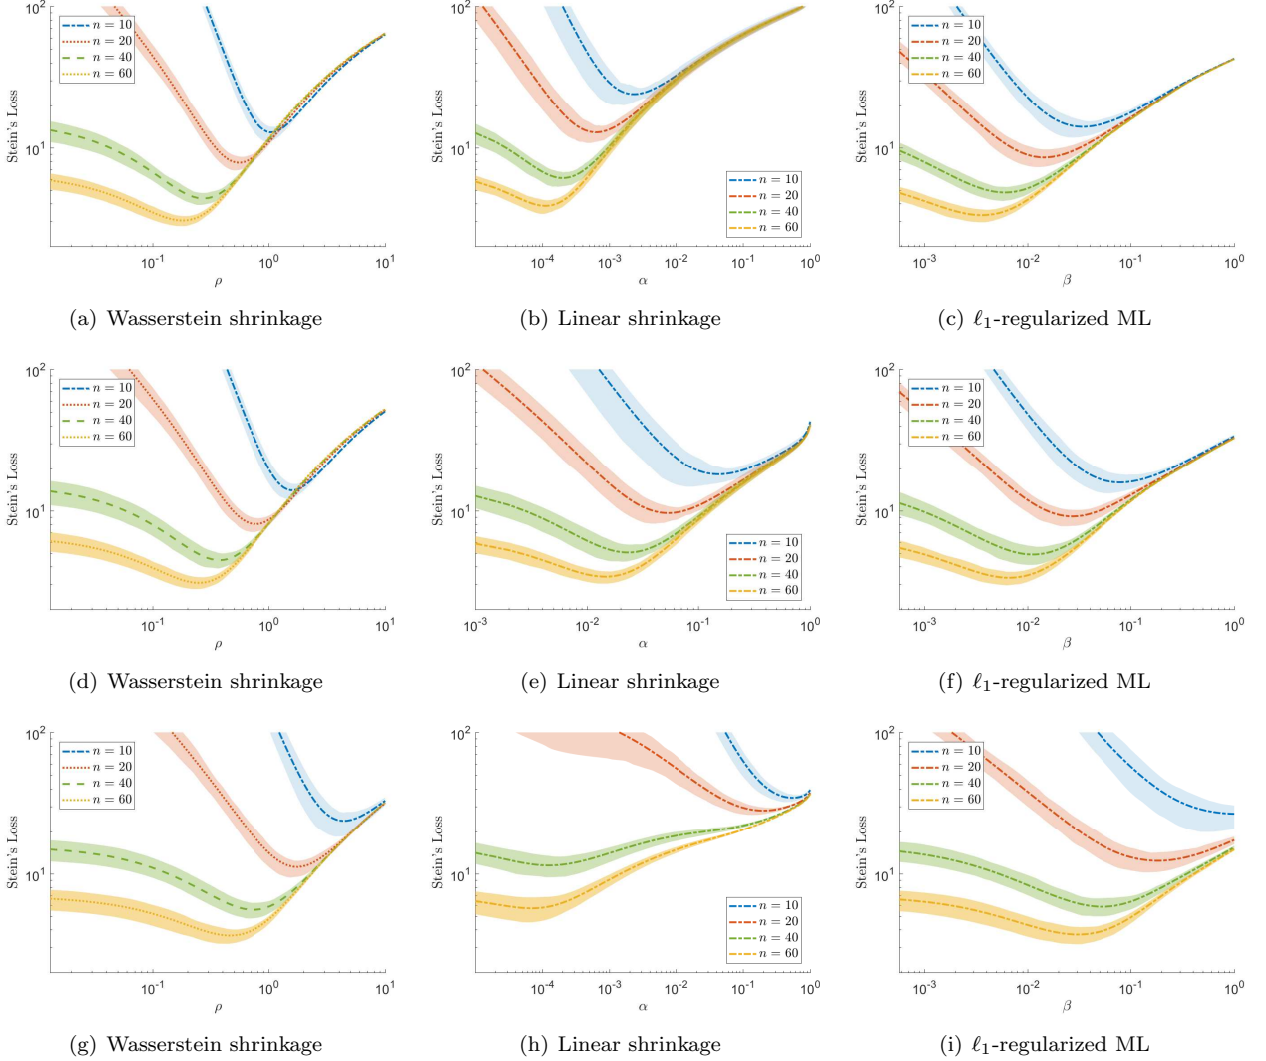 10^2
10^1
Stein's Loss
n = 10
n = 20
n = 40
n = 60
10^-1 10^0 10^1
ρ
10^2
10^1
Stein's Loss
n = 10
n = 20
n = 40
n = 60
10^-4 10^-3 10^-2 10^-1 10^0
α
10^2
10^1
Stein's Loss
n = 10
n = 20
n = 40
n = 60
10^-3 10^-2 10^-1 10^0
β
(a) Wasserstein shrinkage
(b) Linear shrinkage
(c) ℓ₁-regularized ML
10^2
10^1
Stein's Loss
n = 10
n = 20
n = 40
n = 60
10^-1 10^0 10^1
ρ
10^2
10^1
Stein's Loss
n = 10
n = 20
n = 40
n = 60
10^-3 10^-2 10^-1 10^0
α
10^2
10^1
Stein's Loss
n = 10
n = 20
n = 40
n = 60
10^-3 10^-2 10^-1 10^0
β
(d) Wasserstein shrinkage
(e) Linear shrinkage
(f) ℓ₁-regularized ML
10^2
10^1
Stein's Loss
n = 10
n = 20
n = 40
n = 60
10^-1 10^0 10^1
ρ
10^2
10^1
Stein's Loss
n = 10
n = 20
n = 40
n = 60
10^-4 10^-3 10^-2 10^-1 10^0
α
10^2
10^1
Stein's Loss
n = 10
n = 20
n = 40
n = 60
10^-3 10^-2 10^-1 10^0
β
(g) Wasserstein shrinkage
(h) Linear shrinkage
(i) ℓ₁-regularized ML